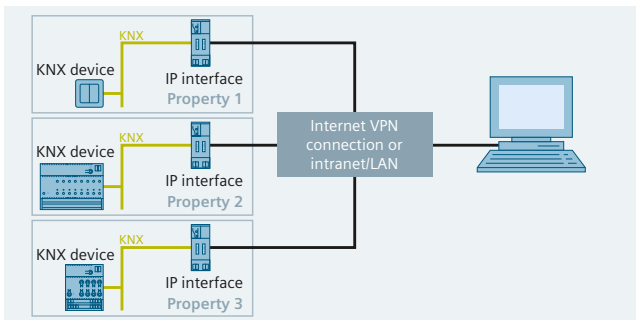 KNX
KNX device
IP interface
Property 1
KNX
KNX device
IP interface
Property 2
KNX
KNX device
IP interface
Property 3
Internet VPN
connection or
intranet/LAN